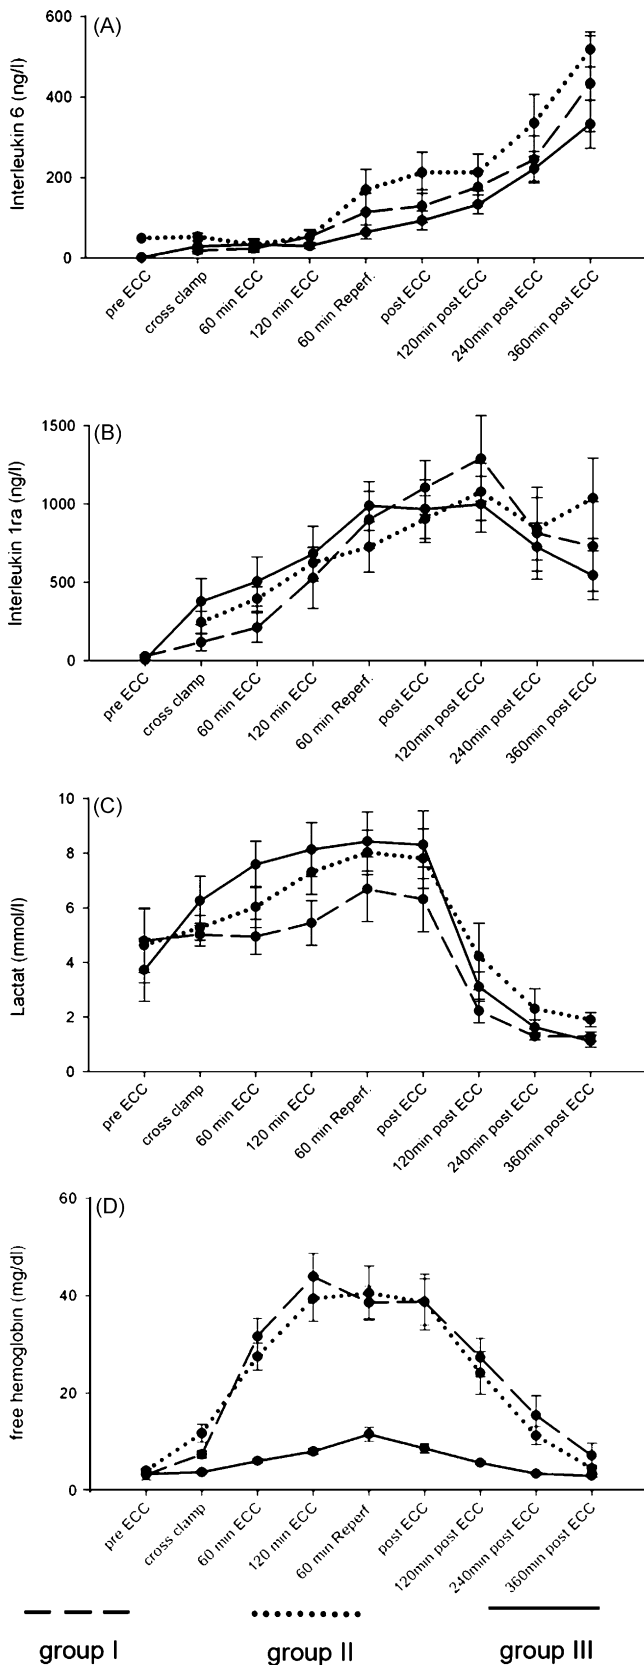 (A)
Interleukin 6 (ng/l)
600
400
200
0
pre ECC
cross clamp
60 min ECC
120 min ECC
60 min Reperf.
post ECC
120min post ECC
240min post ECC
360min post ECC
(B)
Interleukin 1ra (ng/l)
1500
1000
500
0
pre ECC
cross clamp
60 min ECC
120 min ECC
60 min Reperf.
post ECC
120min post ECC
240min post ECC
360min post ECC
(C)
Lactat (mmol/l)
10
8
6
4
2
0
pre ECC
cross clamp
60 min ECC
120 min ECC
60 min Reperf.
post ECC
120min post ECC
240min post ECC
360min post ECC
(D)
free hemoglobin (mg/dl)
60
40
20
0
pre ECC
cross clamp
60 min ECC
120 min ECC
60 min Reperf
post ECC
120min post ECC
240min post ECC
360min post ECC
group I
group II
group III